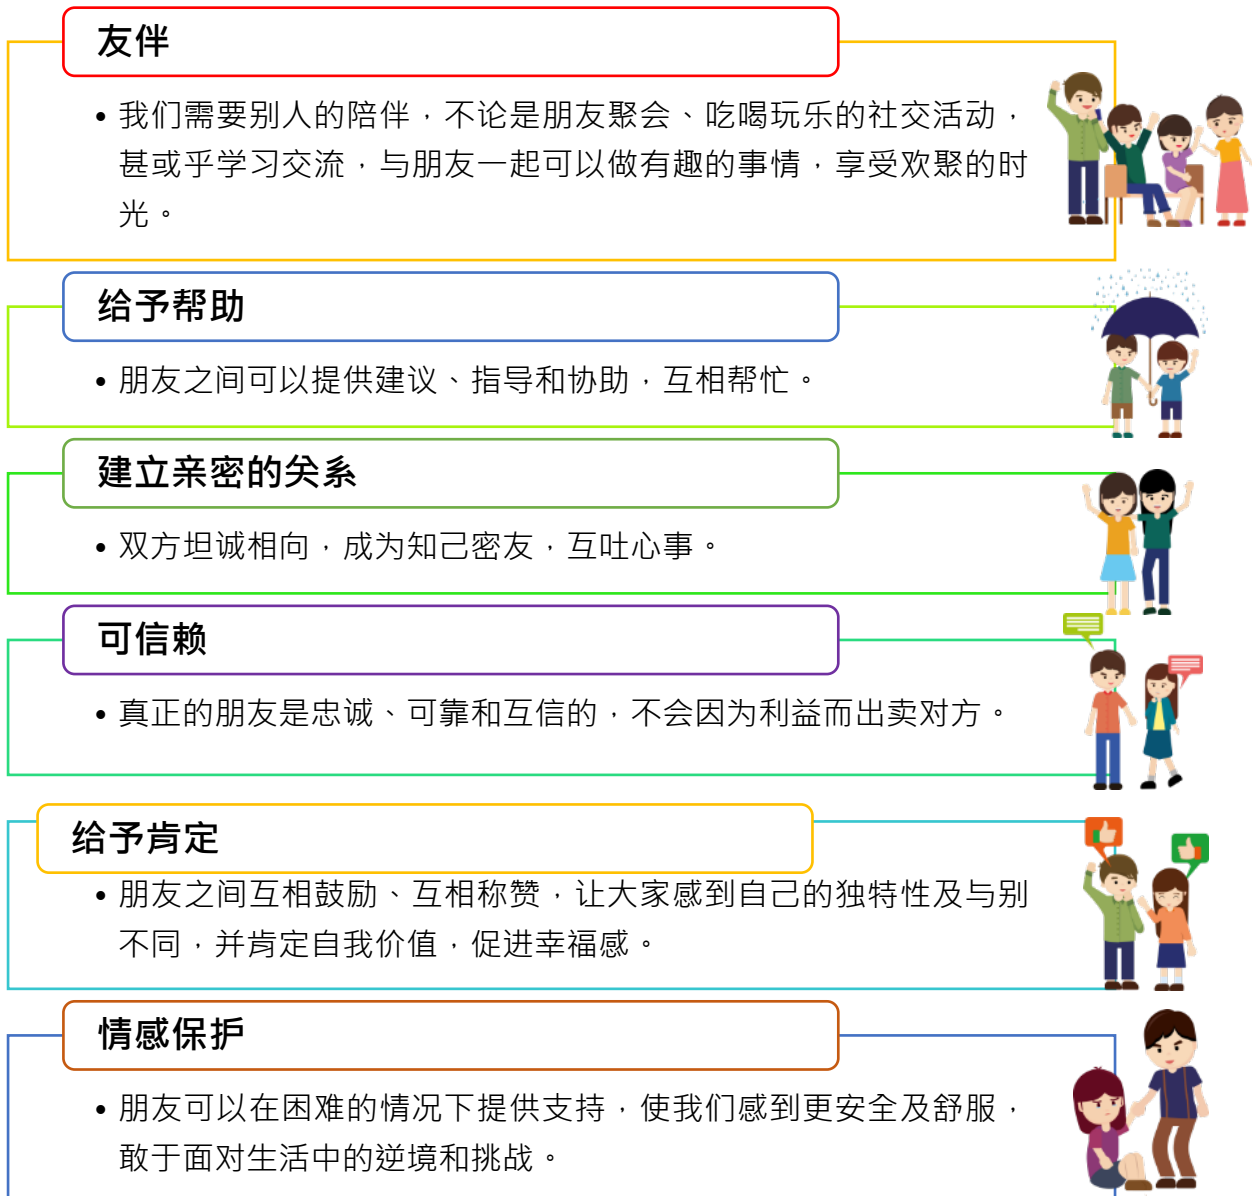 友伴
• 我们需要别人的陪伴，不论是朋友聚会、吃喝玩乐的社交活动，
甚或乎学习交流，与朋友一起可以做有趣的事情，享受欢聚的时
光。
给予帮助
• 朋友之间可以提供建议、指导和协助，互相帮忙。
建立亲密的关系
• 双方坦诚相向，成为知己密友，互吐心事。
可信赖
• 真正的朋友是忠诚、可靠和互信的，不会因为利益而出卖对方。
给予肯定
• 朋友之间互相鼓励、互相称赞，让大家感到自己的独特性及与别
不同，并肯定自我价值，促进幸福感。
情感保护
• 朋友可以在困难的情况下提供支持，使我们感到更安全及舒服，
敢于面对生活中的逆境和挑战。